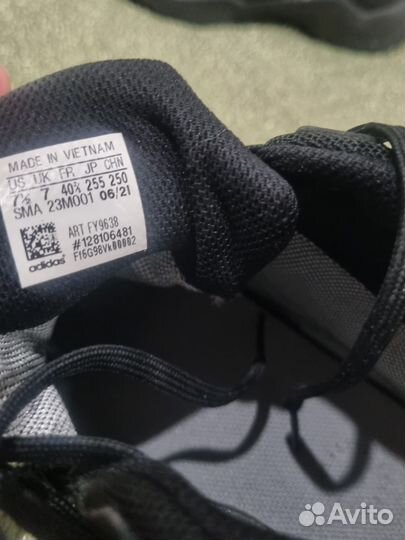 MADE IN VIETNAM
US UK FR JP CHN
7½ 7 40⅔ 255 250
SMA 23M001 06/21
ART FY9638
#128106481
F16G98Vk00002
adidas
Avito